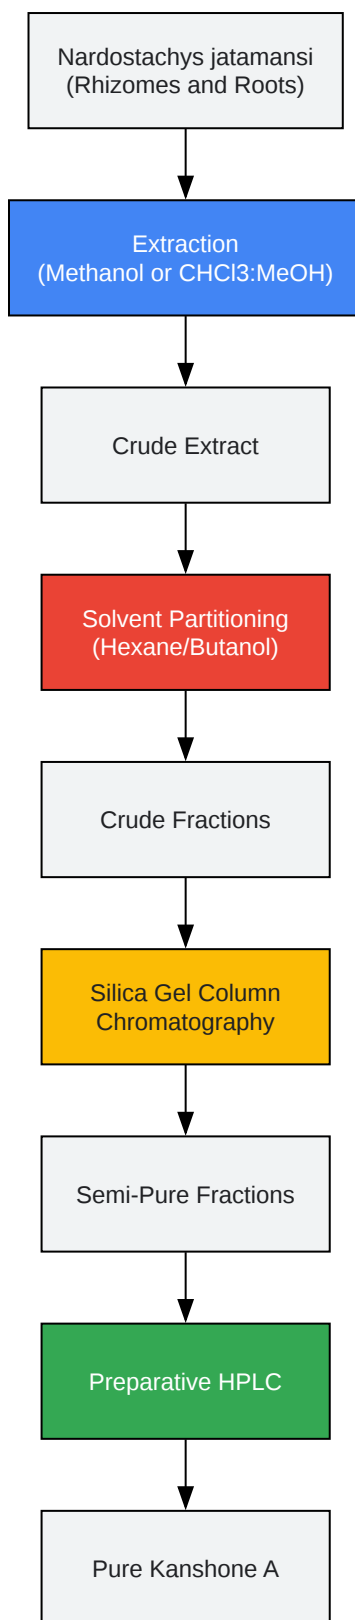 Nardostachys jatamansi
(Rhizomes and Roots)
Extraction
(Methanol or CHCl3:MeOH)
Crude Extract
Solvent Partitioning
(Hexane/Butanol)
Crude Fractions
Silica Gel Column
Chromatography
Semi-Pure Fractions
Preparative HPLC
Pure Kanshone A